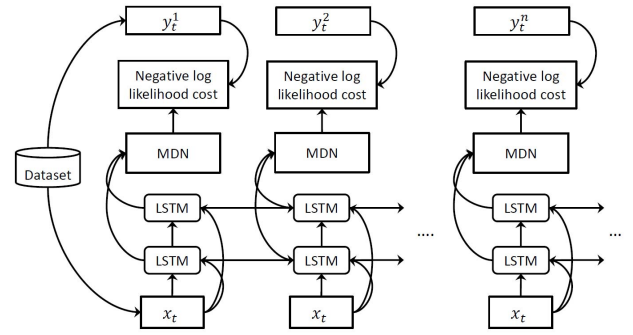 y_t^1 y_t^2 y_t^n
Negative log Negative log Negative log
likelihood cost likelihood cost likelihood cost
MDN MDN MDN
Dataset
LSTM LSTM LSTM
.... ...
LSTM LSTM LSTM
x_t x_t x_t